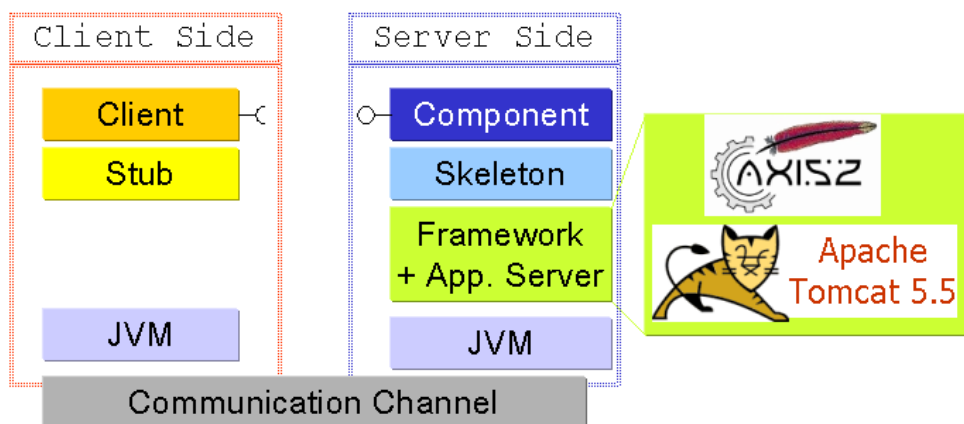 Client Side
Server Side
Client
Component
Stub
Skeleton
Framework
+ App. Server
AXIS2
Apache
Tomcat 5.5
JVM
JVM
Communication Channel